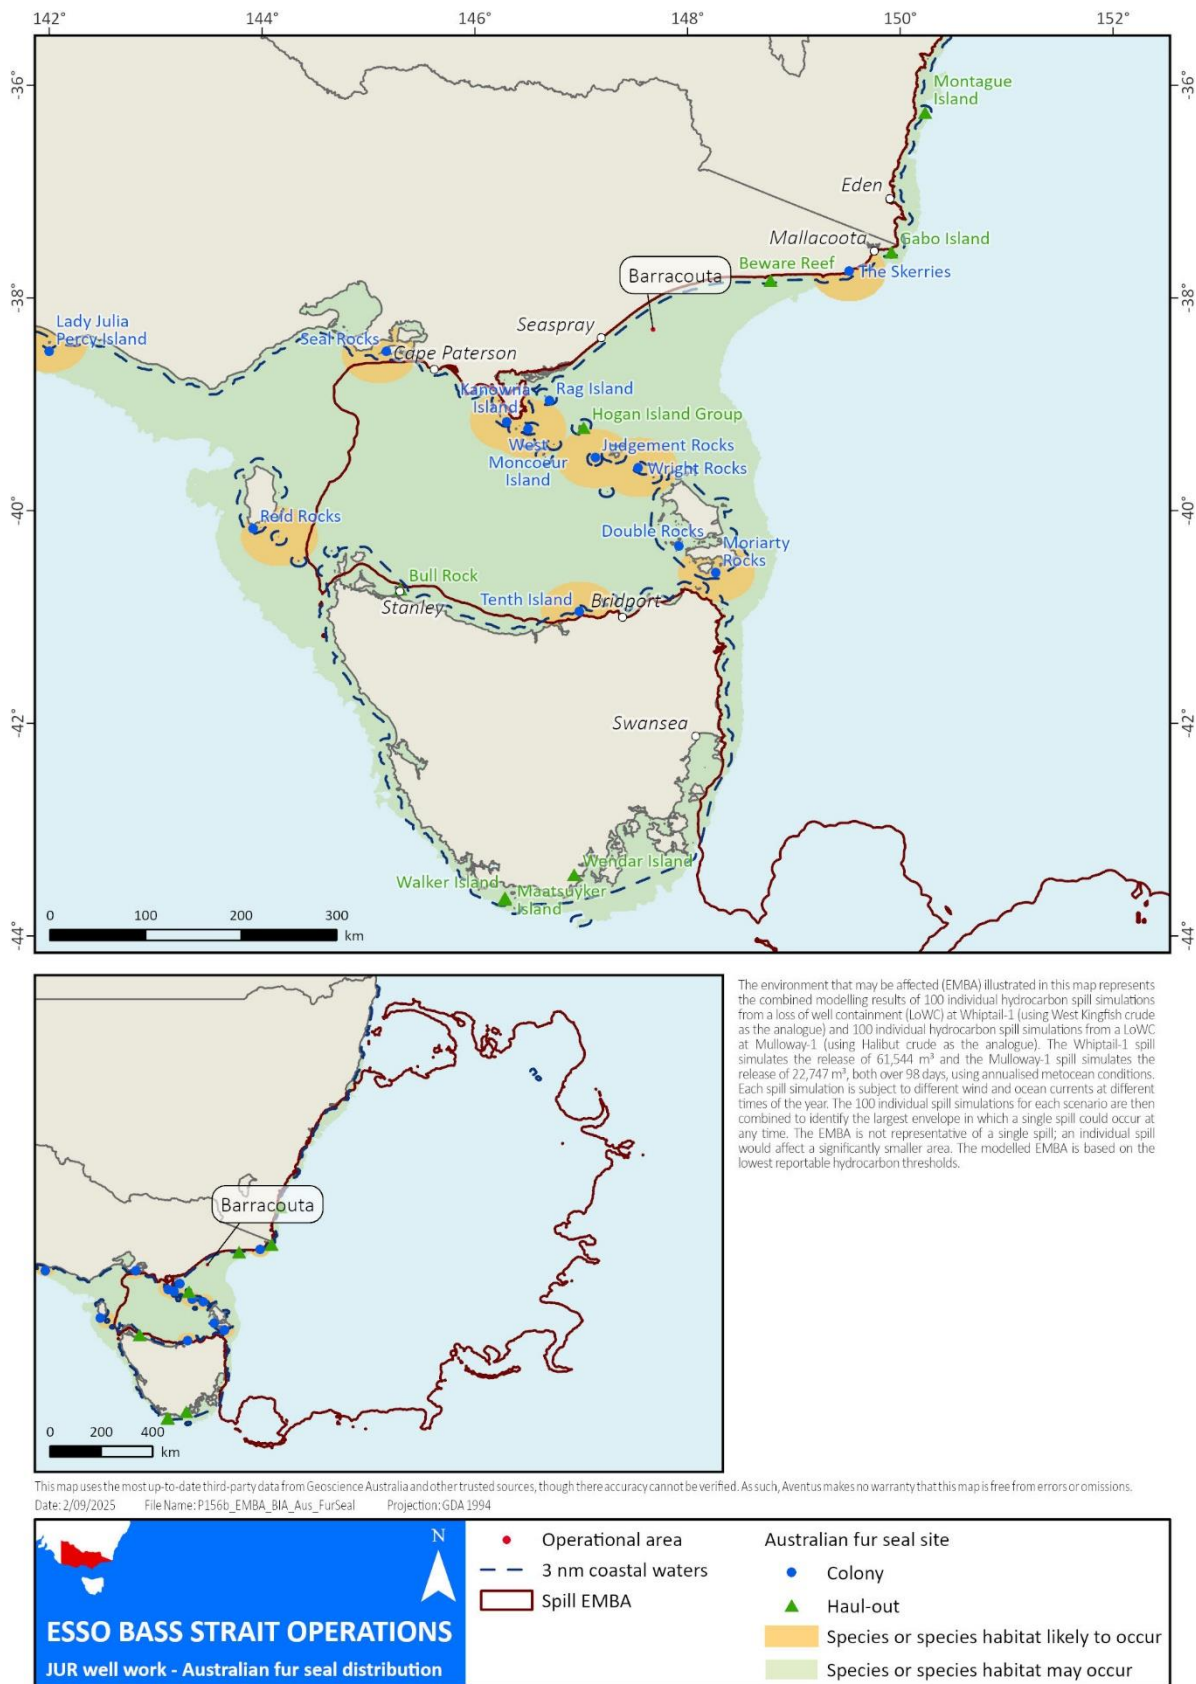 142°
144°
146°
148°
150°
152°
-36°
-36°
Montague
Island
Eden
Mallacoota
Gabo Island
Beware Reef
The Skerries
Barracouta
-38°
-38°
Lady Julia
Percy Island
Seal Rocks
Seaspray
Cape Paterson
Kanowna
Island
Rag Island
Hogan Island Group
West
Moncoeur
Island
Judgement Rocks
Wright Rocks
-40°
-40°
Reid Rocks
Double Rocks
Moriarty
Rocks
Bull Rock
Stanley
Tenth Island
Bridport
-42°
-42°
Swansea
Wendar Island
Walker Island
Maatsuyker
Island
-44°
-44°
0 100 200 300
km
The environment that may be affected (EMBA) illustrated in this map represents
the combined modelling results of 100 individual hydrocarbon spill simulations
from a loss of well containment (LoWC) at Whiptail-1 (using West Kingfish crude
as the analogue) and 100 individual hydrocarbon spill simulations from a LoWC
at Mulloway-1 (using Halibut crude as the analogue). The Whiptail-1 spill
simulates the release of 61,544 m³ and the Mulloway-1 spill simulates the
release of 22,747 m³, both over 98 days, using annualised metocean conditions.
Each spill simulation is subject to different wind and ocean currents at different
times of the year. The 100 individual spill simulations for each scenario are then
combined to identify the largest envelope in which a single spill could occur at
any time. The EMBA is not representative of a single spill; an individual spill
would affect a significantly smaller area. The modelled EMBA is based on the
lowest reportable hydrocarbon thresholds.
Barracouta
0 200 400
km
This map uses the most up-to-date third-party data from Geoscience Australia and other trusted sources, though there accuracy cannot be verified. As such, Aventus makes no warranty that this map is free from errors or omissions.
Date: 2/09/2025 File Name: P156b_EMBA_BIA_Aus_FurSeal Projection: GDA 1994
N
ESSO BASS STRAIT OPERATIONS
JUR well work - Australian fur seal distribution
Operational area
3 nm coastal waters
Spill EMBA
Australian fur seal site
Colony
Haul-out
Species or species habitat likely to occur
Species or species habitat may occur